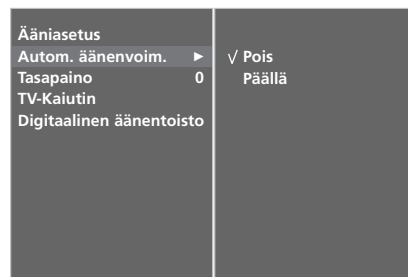 Ääniasetus
Autom. äänenvoim. ►
Tasapaino 0
TV-Kaiutin
Digitaalinen äänentoisto
√ Pois
Päällä